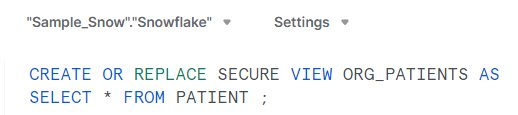 "Sample_Snow"."Snowflake" Settings
CREATE OR REPLACE SECURE VIEW ORG_PATIENTS AS
SELECT * FROM PATIENT ;